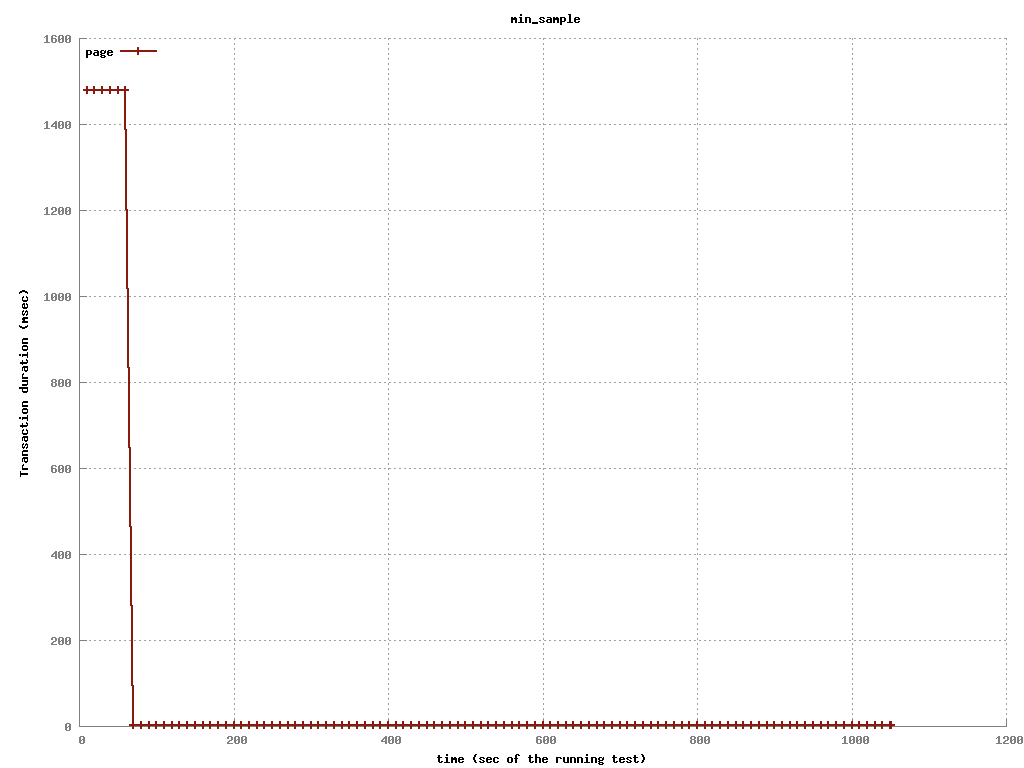 min_sample
1600
page
1400
1200
1000
800
600
400
200
0
Transaction duration (msec)
0 200 400 600 800 1000 1200
time (sec of the running test)